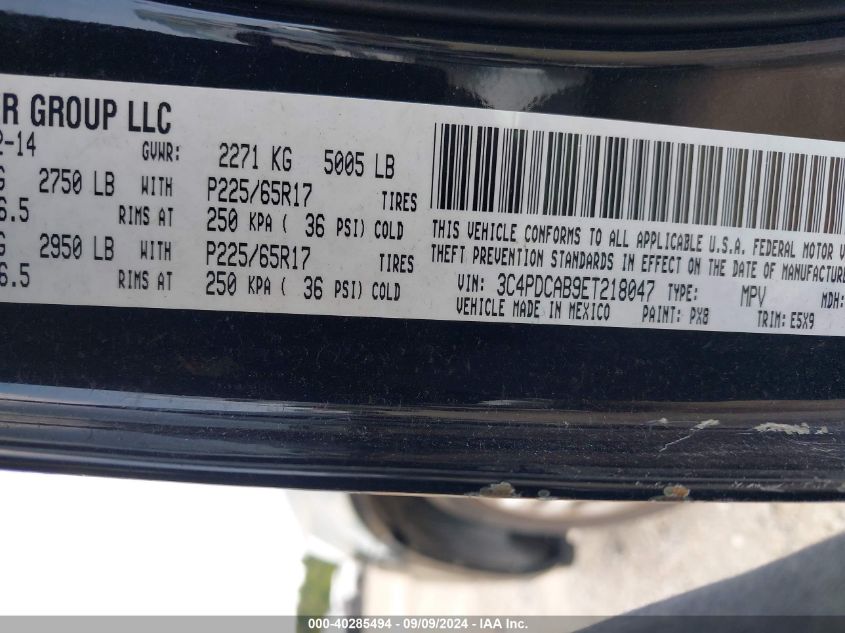 R GROUP LLC
2-14 GVWR: 2271 KG 5005 LB
G 2750 LB WITH P225/65R17 TIRES
6.5 RIMS AT 250 KPA ( 36 PSI) COLD
G 2950 LB WITH P225/65R17 TIRES
6.5 RIMS AT 250 KPA ( 36 PSI) COLD
THIS VEHICLE CONFORMS TO ALL APPLICABLE U.S.A. FEDERAL MOTOR V
THEFT PREVENTION STANDARDS IN EFFECT ON THE DATE OF MANUFACTURE
VIN: 3C4PDCAB9ET218047 TYPE: MPV MDH:
VEHICLE MADE IN MEXICO PAINT: PX8 TRIM: E5X9
000-40285494 - 09/09/2024 - IAA Inc.